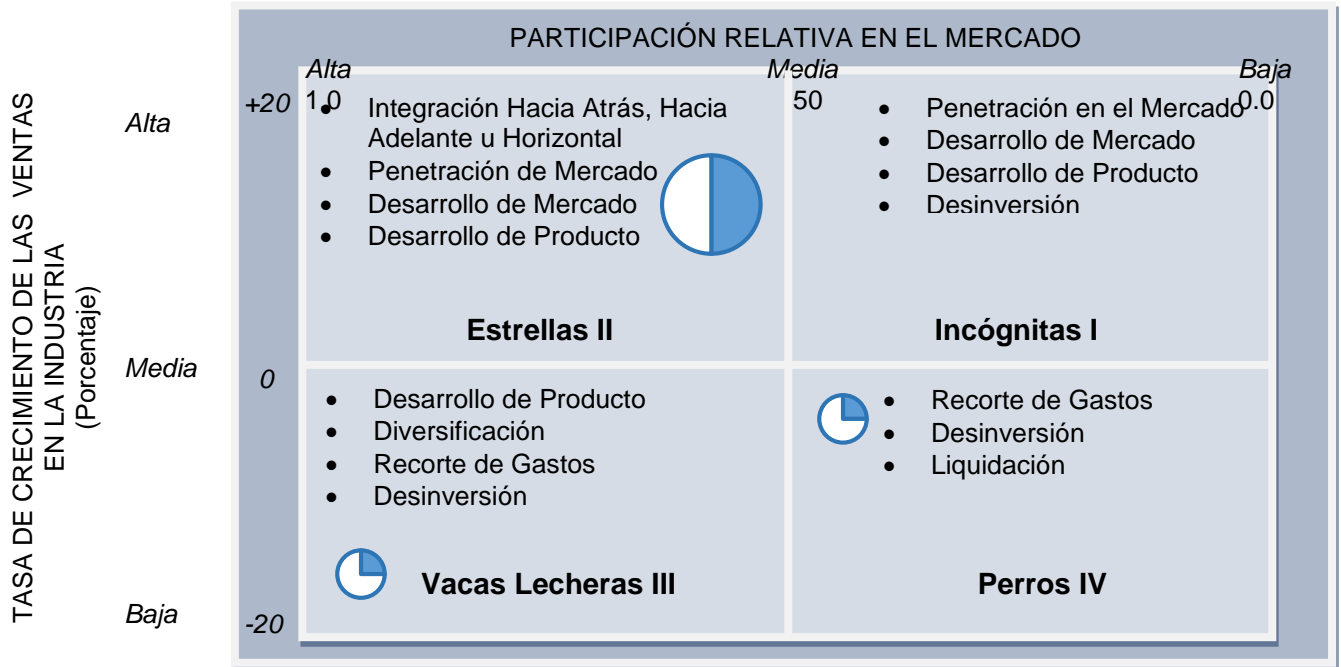 PARTICIPACIÓN RELATIVA EN EL MERCADO
Alta
Media
Baja
1.0
50
0.0
TASA DE CRECIMIENTO DE LAS VENTAS
EN LA INDUSTRIA
(Porcentaje)
Alta
+20
Media
0
Baja
-20
• Integración Hacia Atrás, Hacia
Adelante u Horizontal
• Penetración de Mercado
• Desarrollo de Mercado
• Desarrollo de Producto
Estrellas II
• Penetración en el Mercado
• Desarrollo de Mercado
• Desarrollo de Producto
• Desinversión
Incógnitas I
• Desarrollo de Producto
• Diversificación
• Recorte de Gastos
• Desinversión
Vacas Lecheras III
• Recorte de Gastos
• Desinversión
• Liquidación
Perros IV